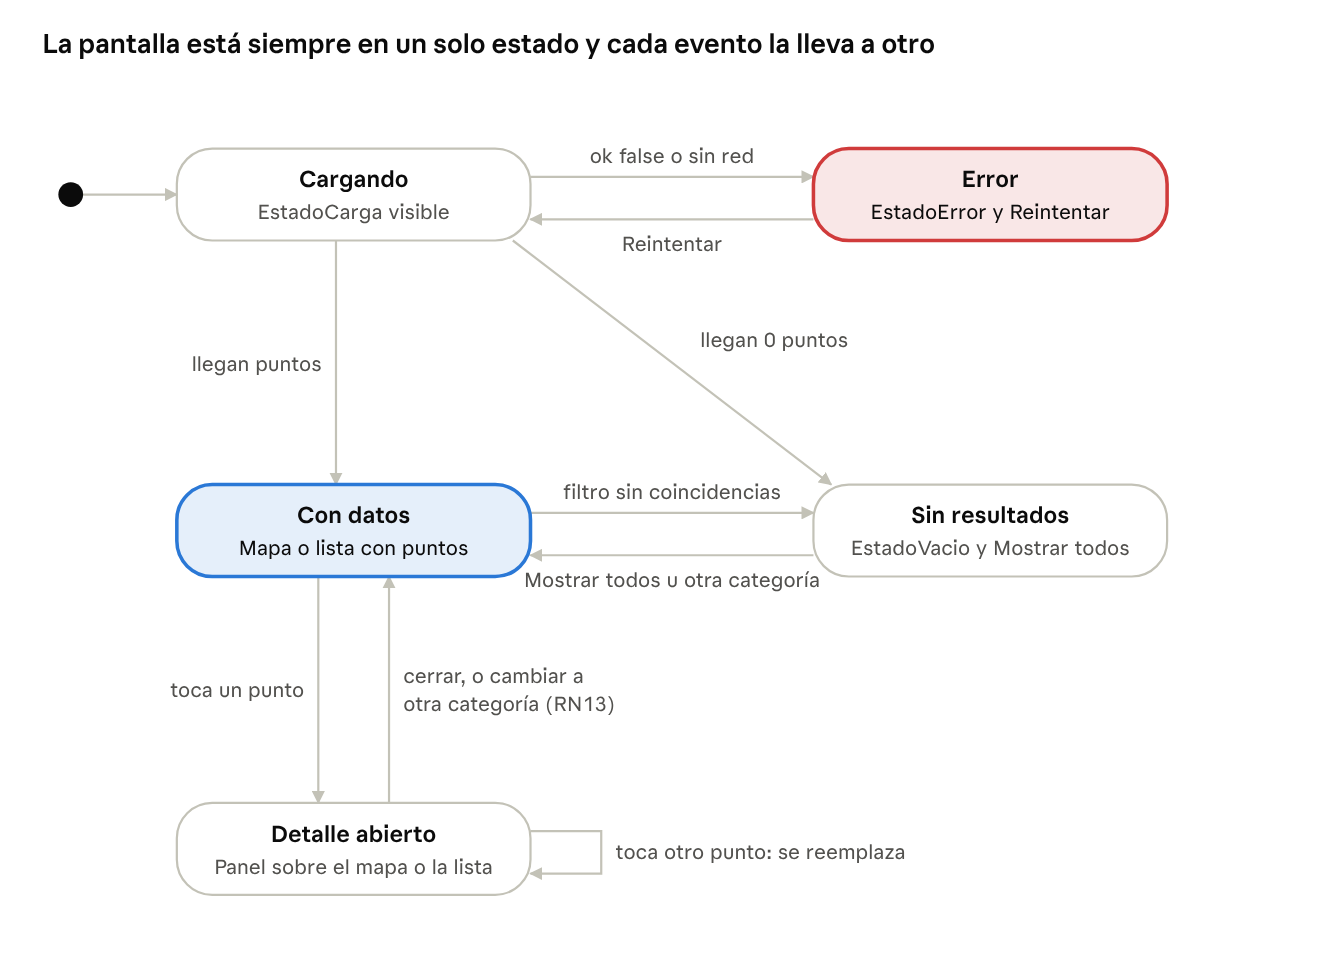 La pantalla está siempre en un solo estado y cada evento la lleva a otro
Cargando
EstadoCarga visible
ok false o sin red
Reintentar
Error
EstadoError y Reintentar
llegan puntos
llegan 0 puntos
Con datos
Mapa o lista con puntos
filtro sin coincidencias
Mostrar todos u otra categoría
Sin resultados
EstadoVacio y Mostrar todos
toca un punto
cerrar, o cambiar a
otra categoría (RN13)
Detalle abierto
Panel sobre el mapa o la lista
toca otro punto: se reemplaza